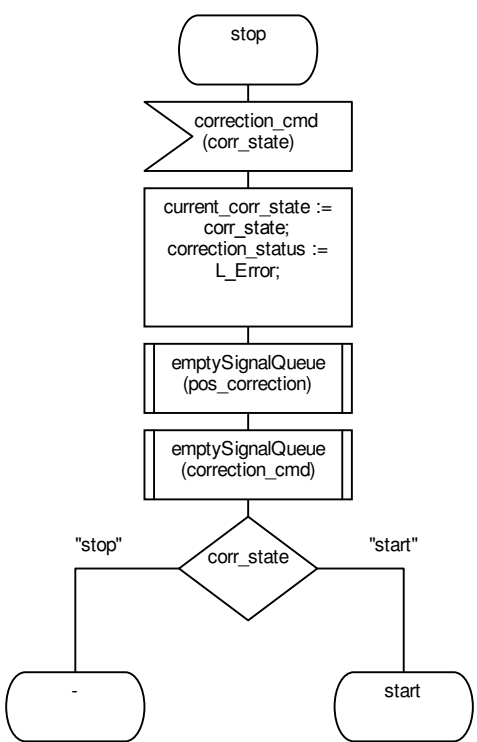 stop
correction_cmd
(corr_state)
current_corr_state :=
corr_state;
correction_status :=
L_Error;
emptySignalQueue
(pos_correction)
emptySignalQueue
(correction_cmd)
"stop"
corr_state
"start"
-
start